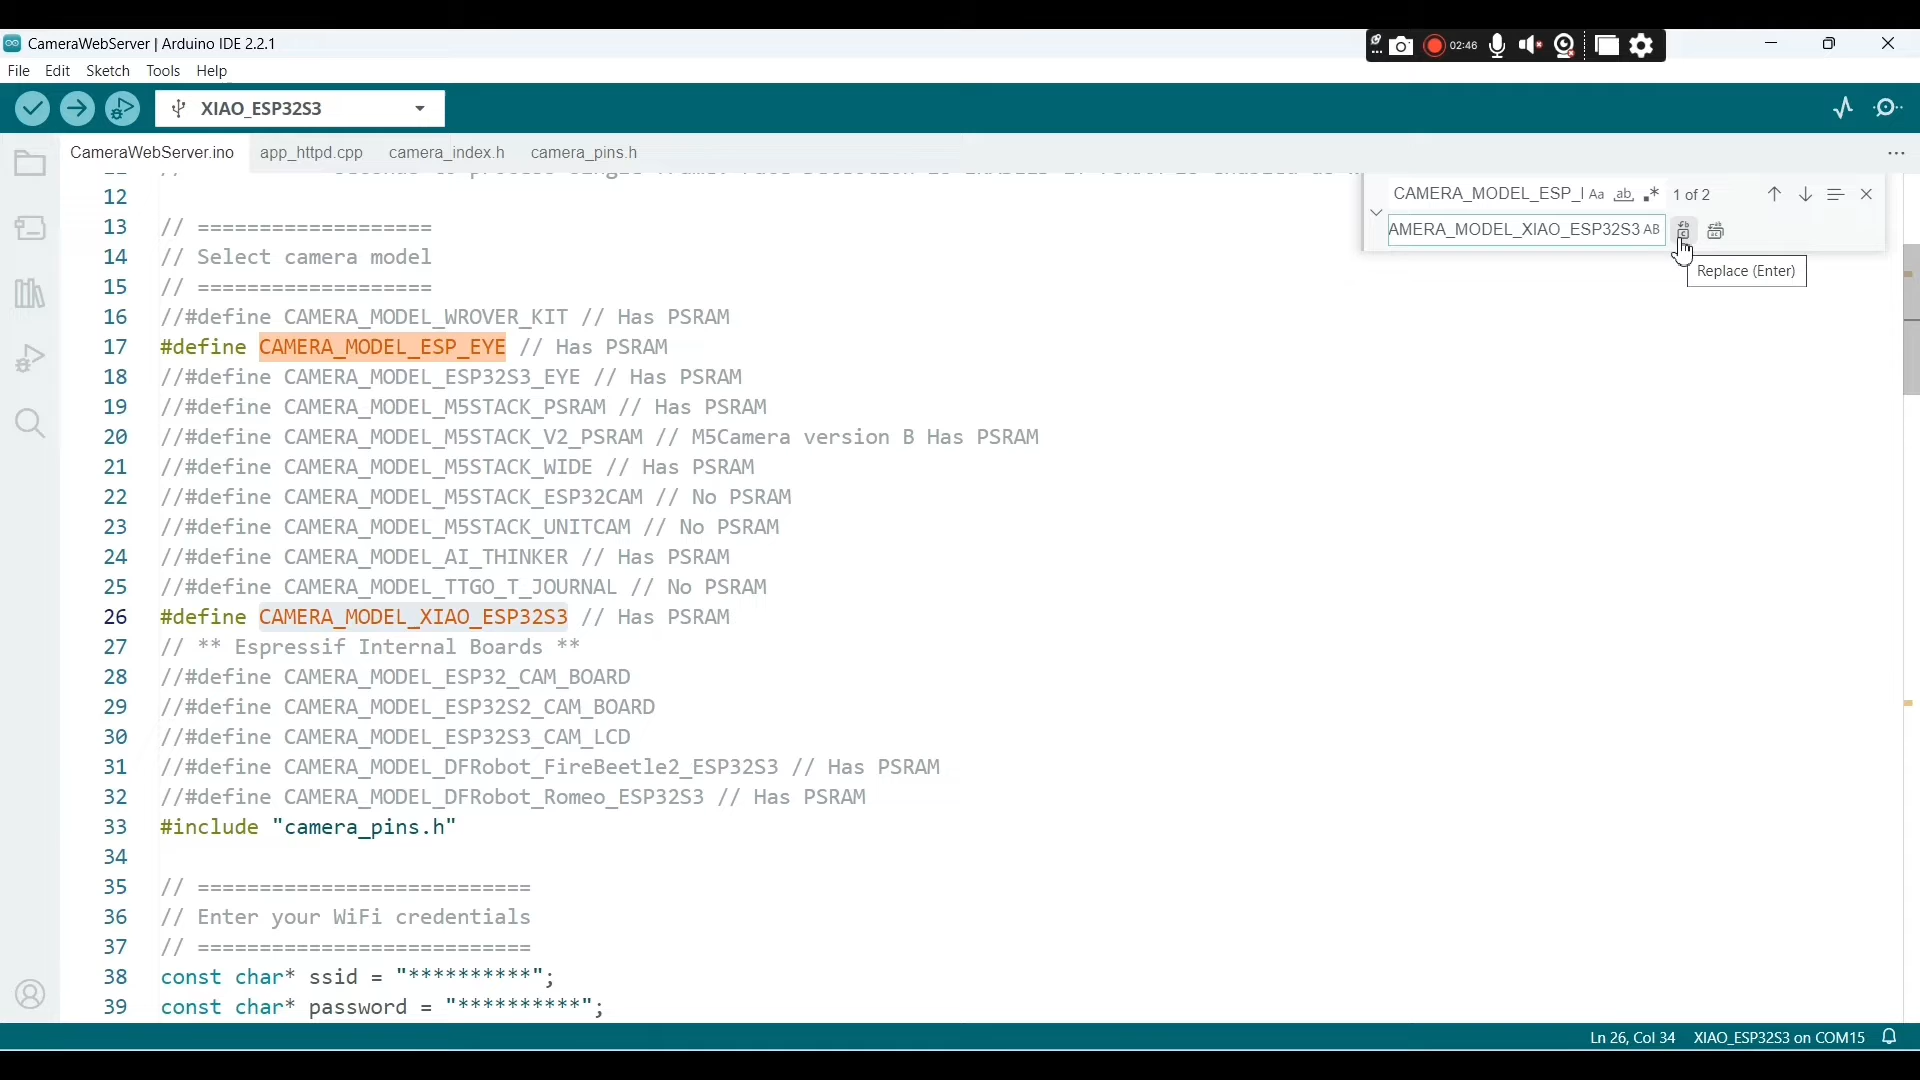 CameraWebServer | Arduino IDE 2.2.1
02:46
File Edit Sketch Tools Help
XIAO_ESP32S3
CameraWebServer.ino app_httpd.cpp camera_index.h camera_pins.h
CAMERA_MODEL_ESP_ Aa ab 1 of 2
AMERA_MODEL_XIAO_ESP32S3 AB
Replace (Enter)
12
13 // ===================
14 // Select camera model
15 // ===================
16 //#define CAMERA_MODEL_WROVER_KIT // Has PSRAM
17 #define CAMERA_MODEL_ESP_EYE // Has PSRAM
18 //#define CAMERA_MODEL_ESP32S3_EYE // Has PSRAM
19 //#define CAMERA_MODEL_M5STACK_PSRAM // Has PSRAM
20 //#define CAMERA_MODEL_M5STACK_V2_PSRAM // M5Camera version B Has PSRAM
21 //#define CAMERA_MODEL_M5STACK_WIDE // Has PSRAM
22 //#define CAMERA_MODEL_M5STACK_ESP32CAM // No PSRAM
23 //#define CAMERA_MODEL_M5STACK_UNITCAM // No PSRAM
24 //#define CAMERA_MODEL_AI_THINKER // Has PSRAM
25 //#define CAMERA_MODEL_TTGO_T_JOURNAL // No PSRAM
26 #define CAMERA_MODEL_XIAO_ESP32S3 // Has PSRAM
27 // ** Espressif Internal Boards **
28 //#define CAMERA_MODEL_ESP32_CAM_BOARD
29 //#define CAMERA_MODEL_ESP32S2_CAM_BOARD
30 //#define CAMERA_MODEL_ESP32S3_CAM_LCD
31 //#define CAMERA_MODEL_DFRobot_FireBeetle2_ESP32S3 // Has PSRAM
32 //#define CAMERA_MODEL_DFRobot_Romeo_ESP32S3 // Has PSRAM
33 #include "camera_pins.h"
34
35 // ===========================
36 // Enter your WiFi credentials
37 // ===========================
38 const char* ssid = "**********";
39 const char* password = "**********";
Ln 26, Col 34 XIAO_ESP32S3 on COM15